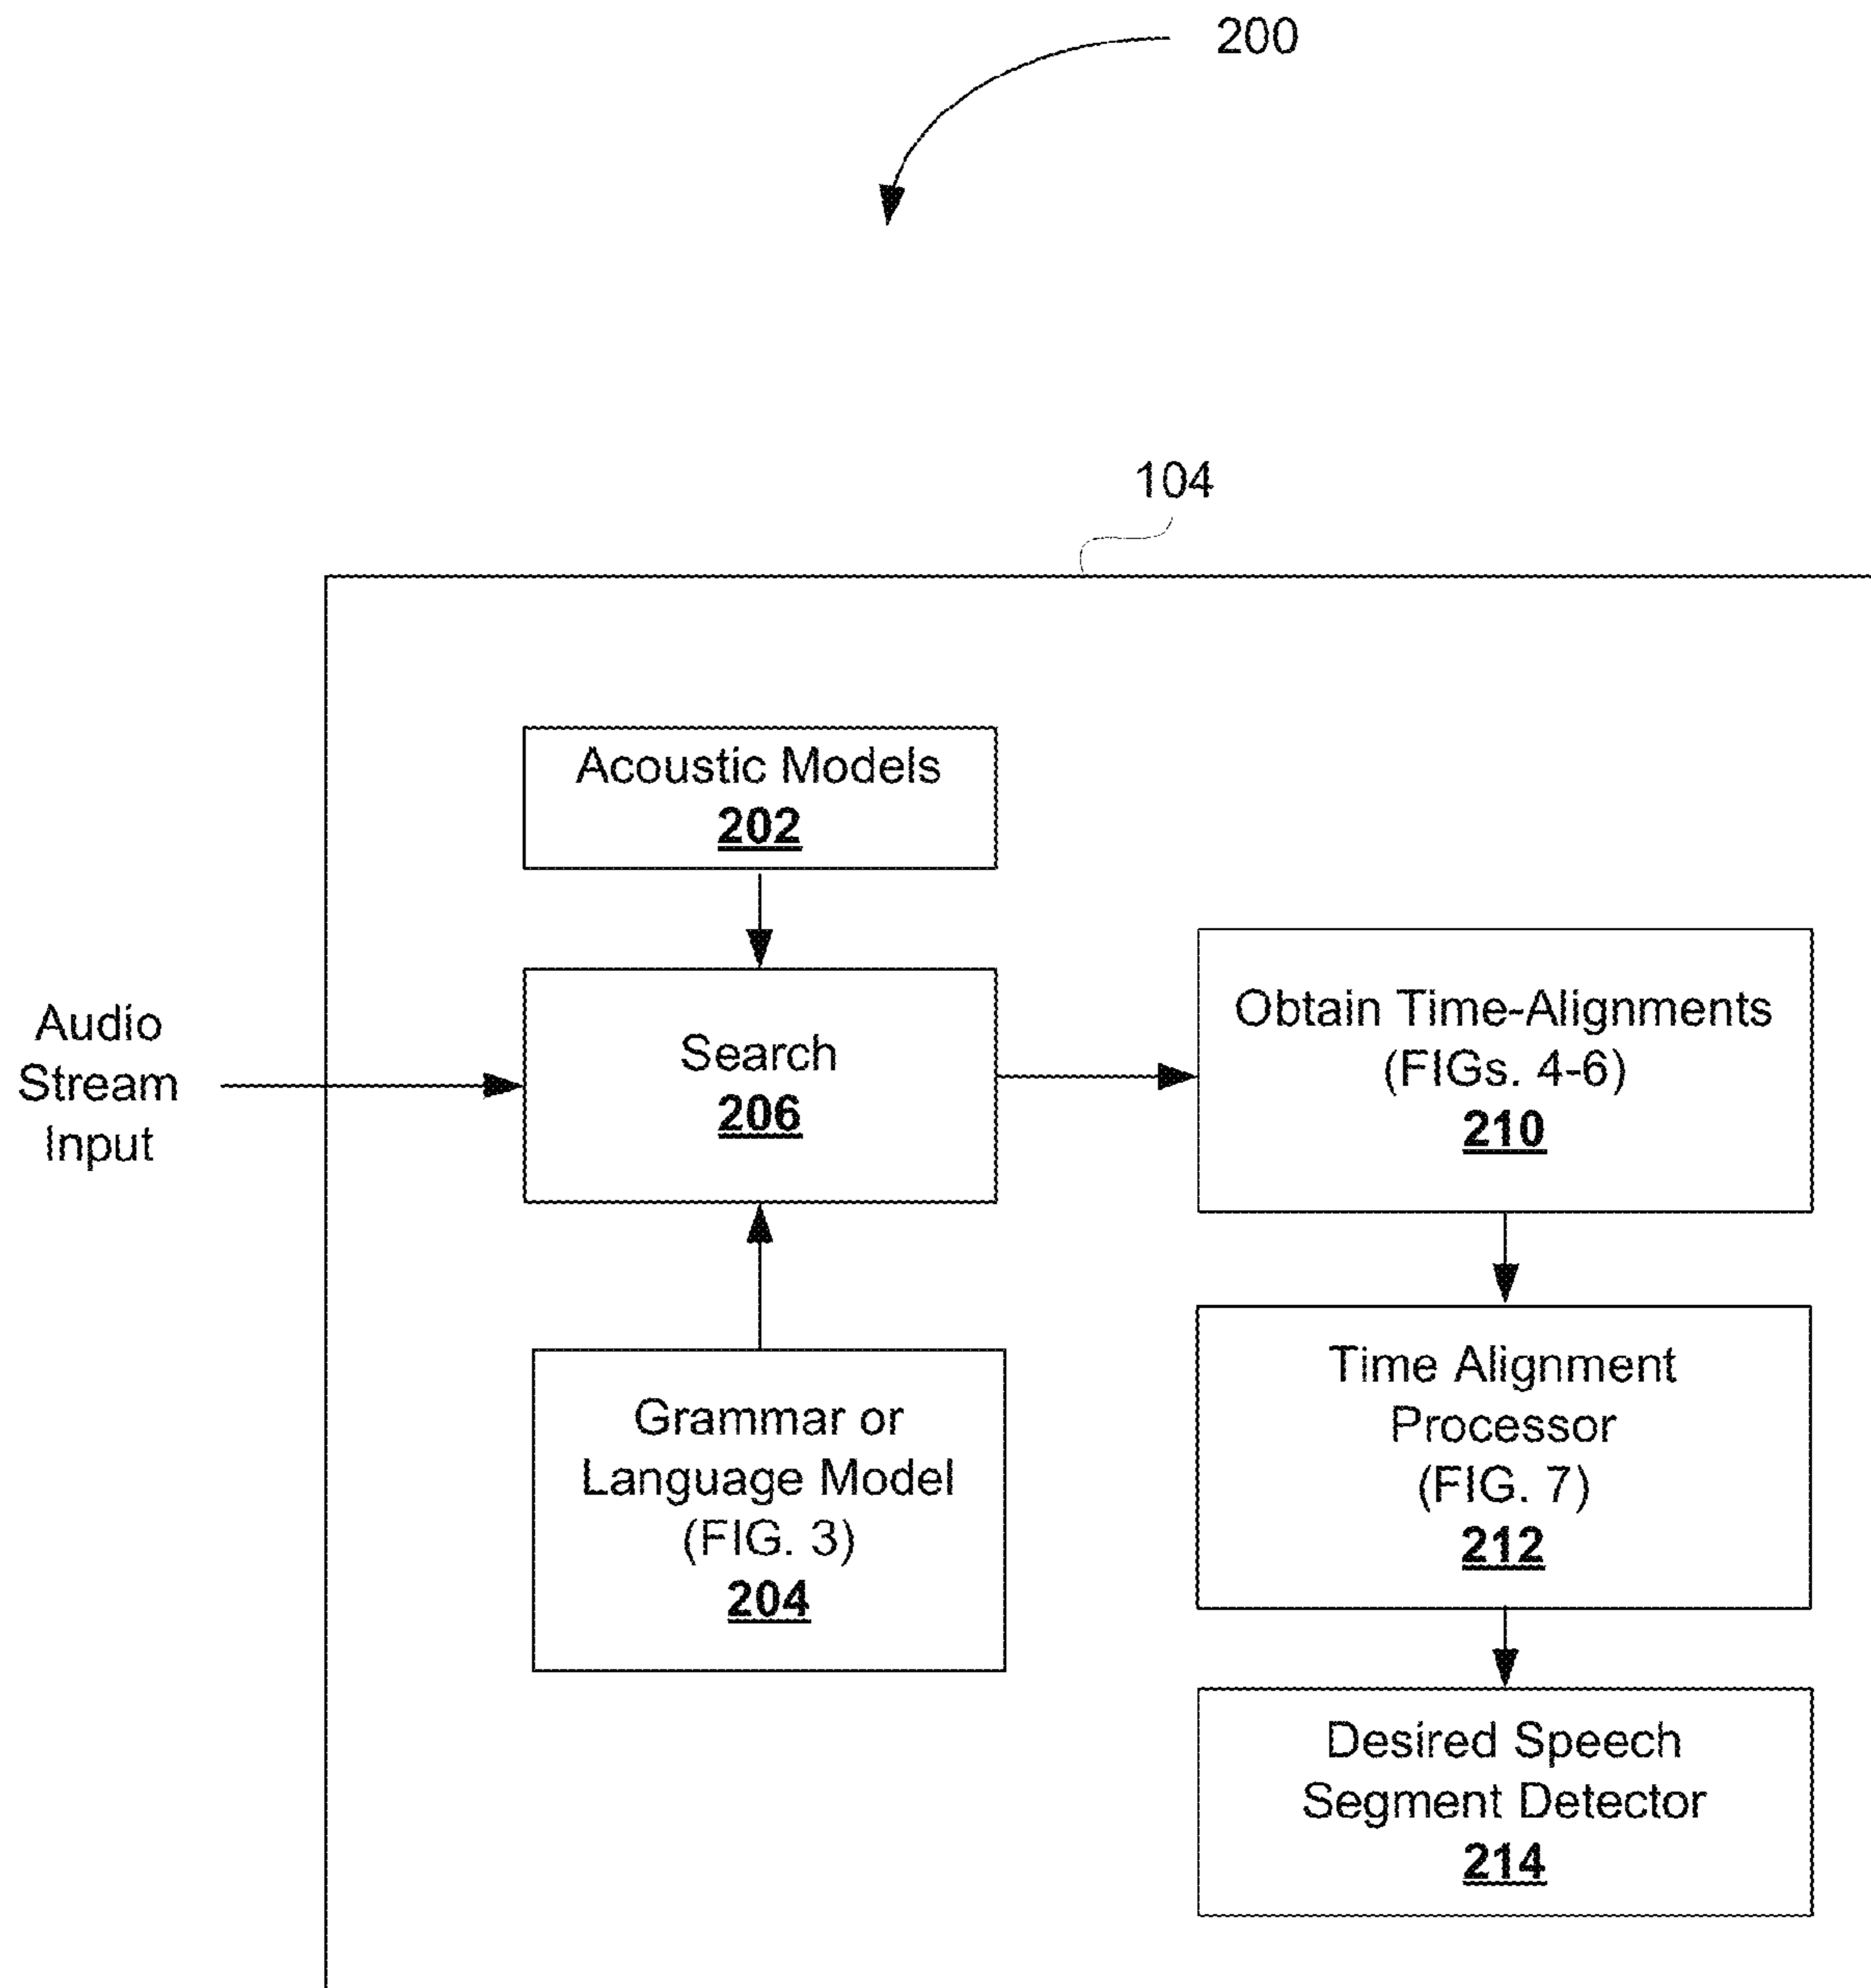 200
104
Acoustic Models
202
Audio
Stream
Input
Search
206
Obtain Time-Alignments
(FIGs. 4-6)
210
Grammar or
Language Model
(FIG. 3)
204
Time Alignment
Processor
(FIG. 7)
212
Desired Speech
Segment Detector
214